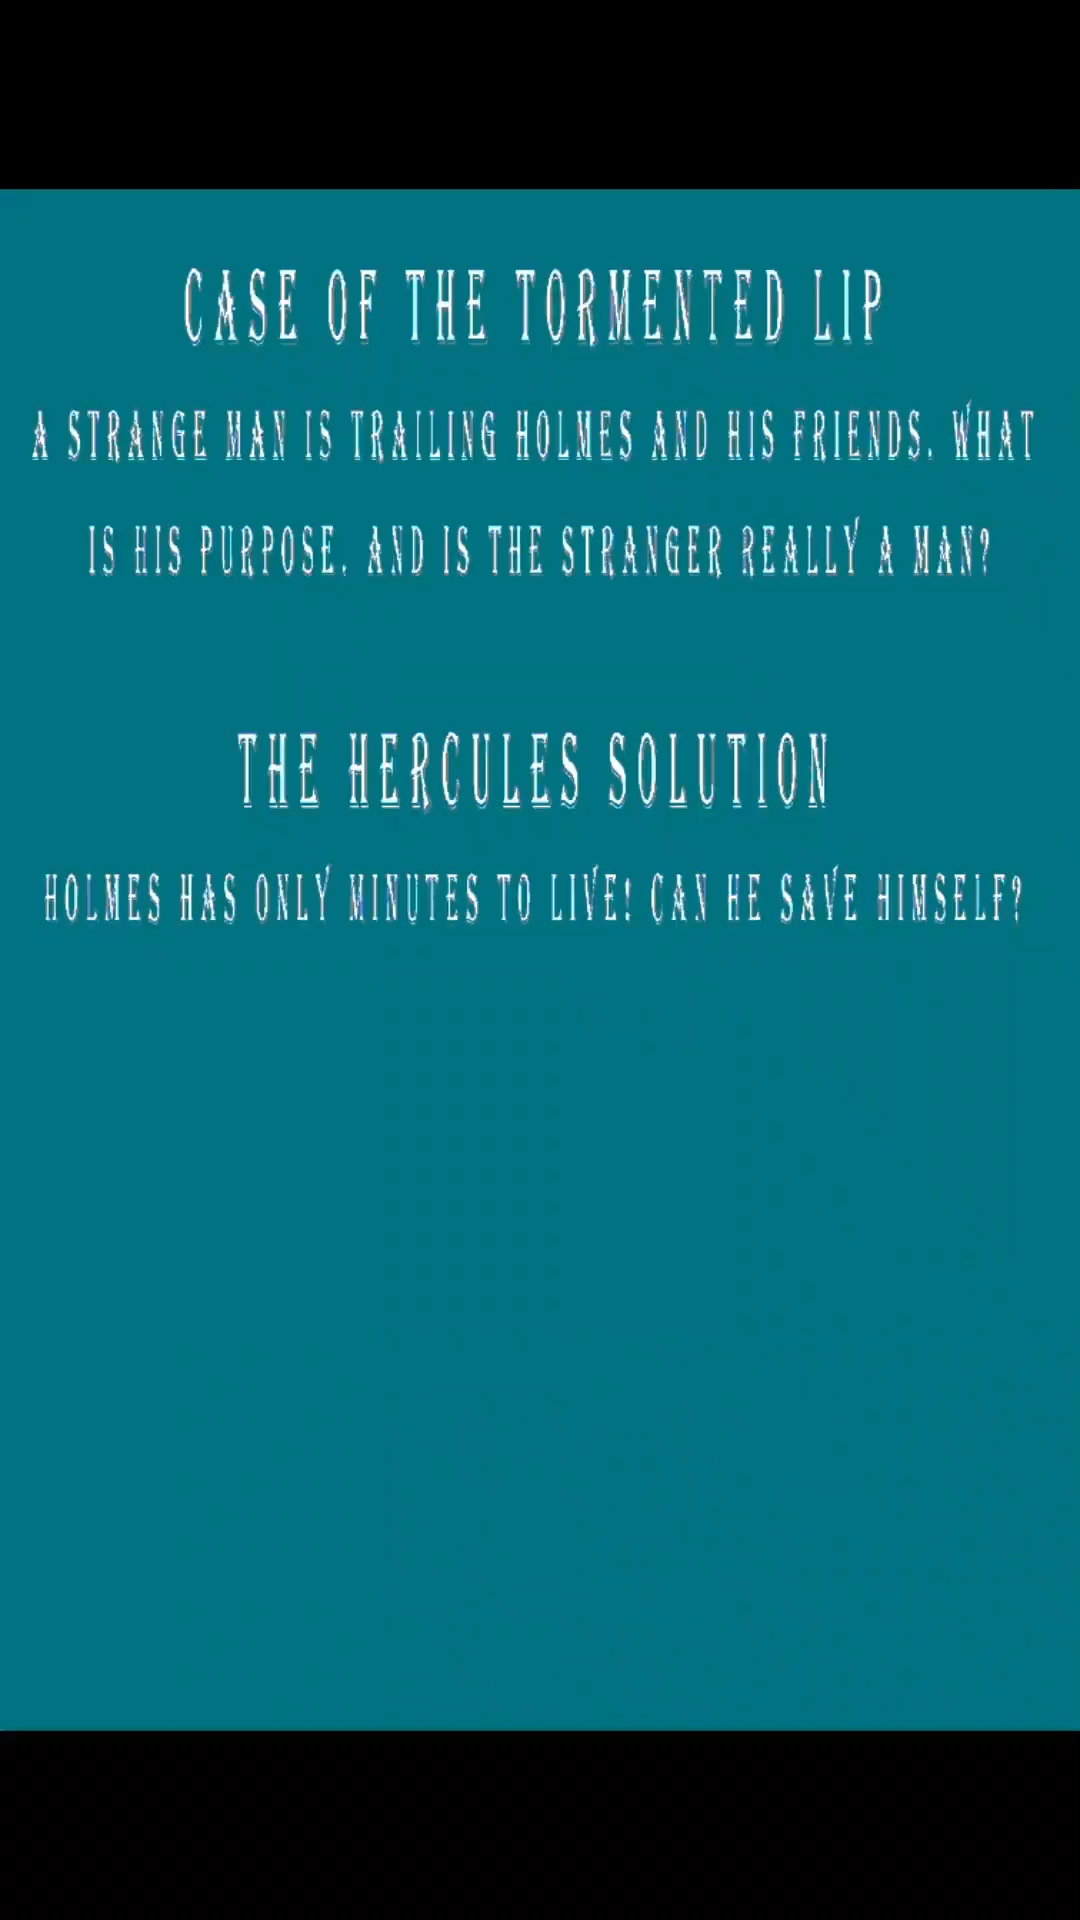 CASE OF THE TORMENTED LIP
A STRANGE MAN IS TRAILING HOLMES AND HIS FRIENDS. WHAT
IS HIS PURPOSE. AND IS THE STRANGER REALLY A MAN?
THE HERCULES SOLUTION
HOLMES HAS ONLY MINUTES TO LIVE! CAN HE SAVE HIMSELF?